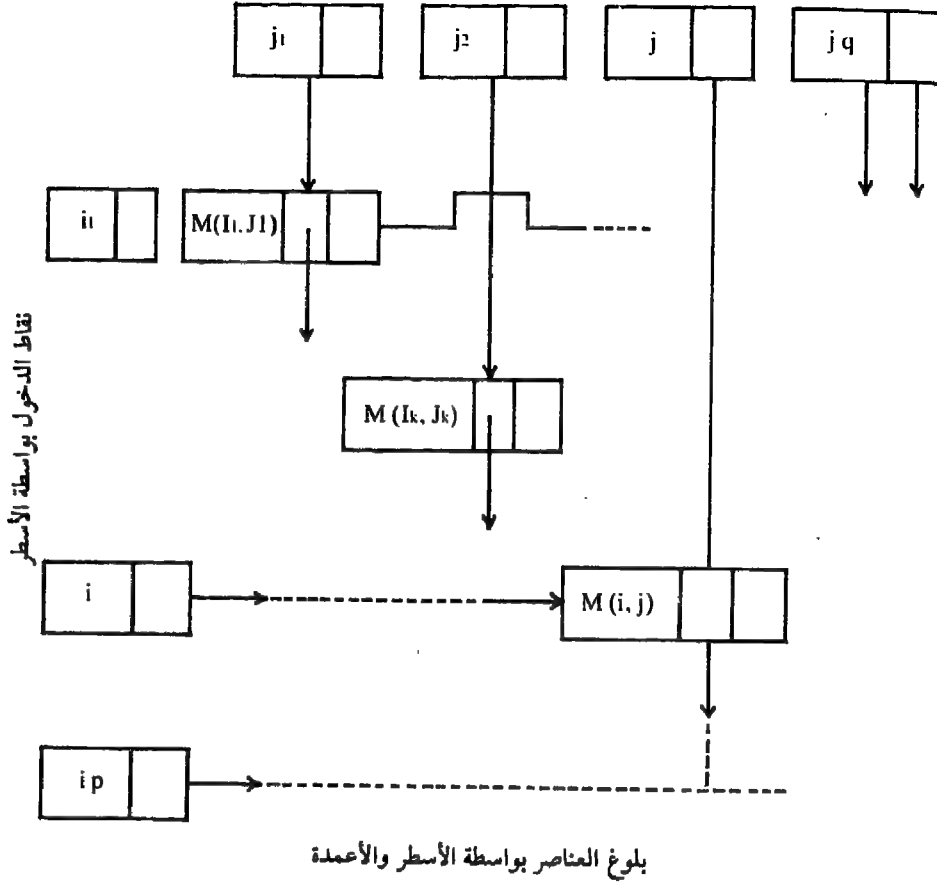 j1
j2
j
j q
i1
M(I1.J1)
M (Ik, Jk)
نقاط الدخول بواسطة الأسطر
i
M (i, j)
i p
بلوغ العناصر بواسطة الأسطر والأعمدة